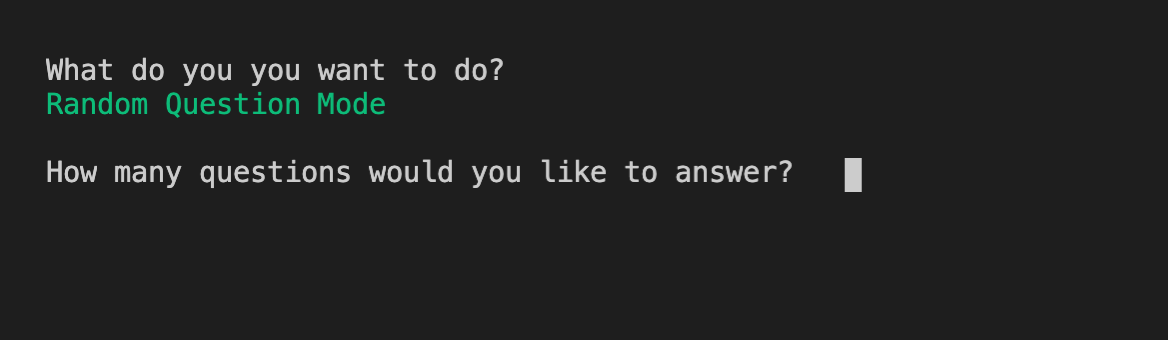 What do you you want to do?
Random Question Mode
How many questions would you like to answer?